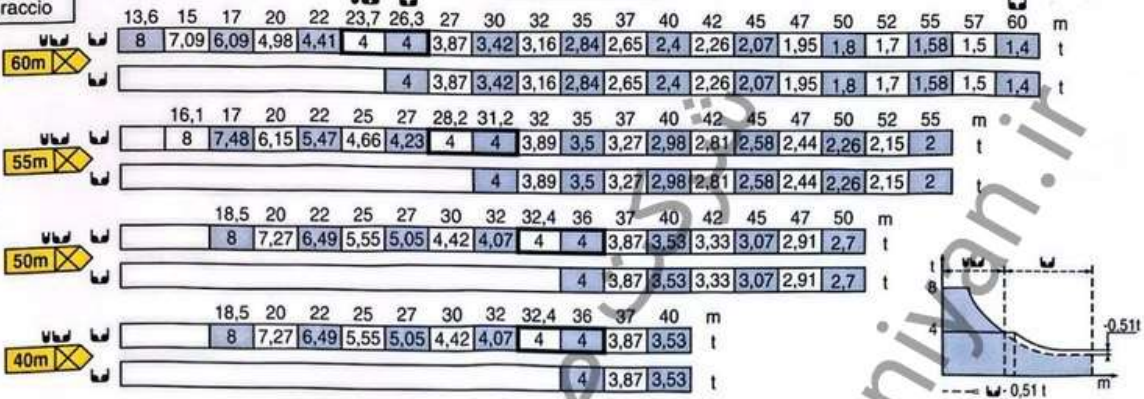 raccio
13,6 15 17 20 22 23,7 26,3 27 30 32 35 37 40 42 45 47 50 52 55 57 60 m
60m 8 7,09 6,09 4,98 4,41 4 4 3,87 3,42 3,16 2,84 2,65 2,4 2,26 2,07 1,95 1,8 1,7 1,58 1,5 1,4 t
4 3,87 3,42 3,16 2,84 2,65 2,4 2,26 2,07 1,95 1,8 1,7 1,58 1,5 1,4 t
16,1 17 20 22 25 27 28,2 31,2 32 35 37 40 42 45 47 50 52 55 m
55m 8 7,48 6,15 5,47 4,66 4,23 4 4 3,89 3,5 3,27 2,98 2,81 2,58 2,44 2,26 2,15 2 t
4 3,89 3,5 3,27 2,98 2,81 2,58 2,44 2,26 2,15 2 t
18,5 20 22 25 27 30 32 32,4 36 37 40 42 45 47 50 m
50m 8 7,27 6,49 5,55 5,05 4,42 4,07 4 4 3,87 3,53 3,33 3,07 2,91 2,7 t
4 3,87 3,53 3,33 3,07 2,91 2,7 t
18,5 20 22 25 27 30 32 32,4 36 37 40 m
40m 8 7,27 6,49 5,55 5,05 4,42 4,07 4 4 3,87 3,53 t
4 3,87 3,53 t
t
8
4
-0.51t
m
- 0,51 t
شرکت
niyan.ir